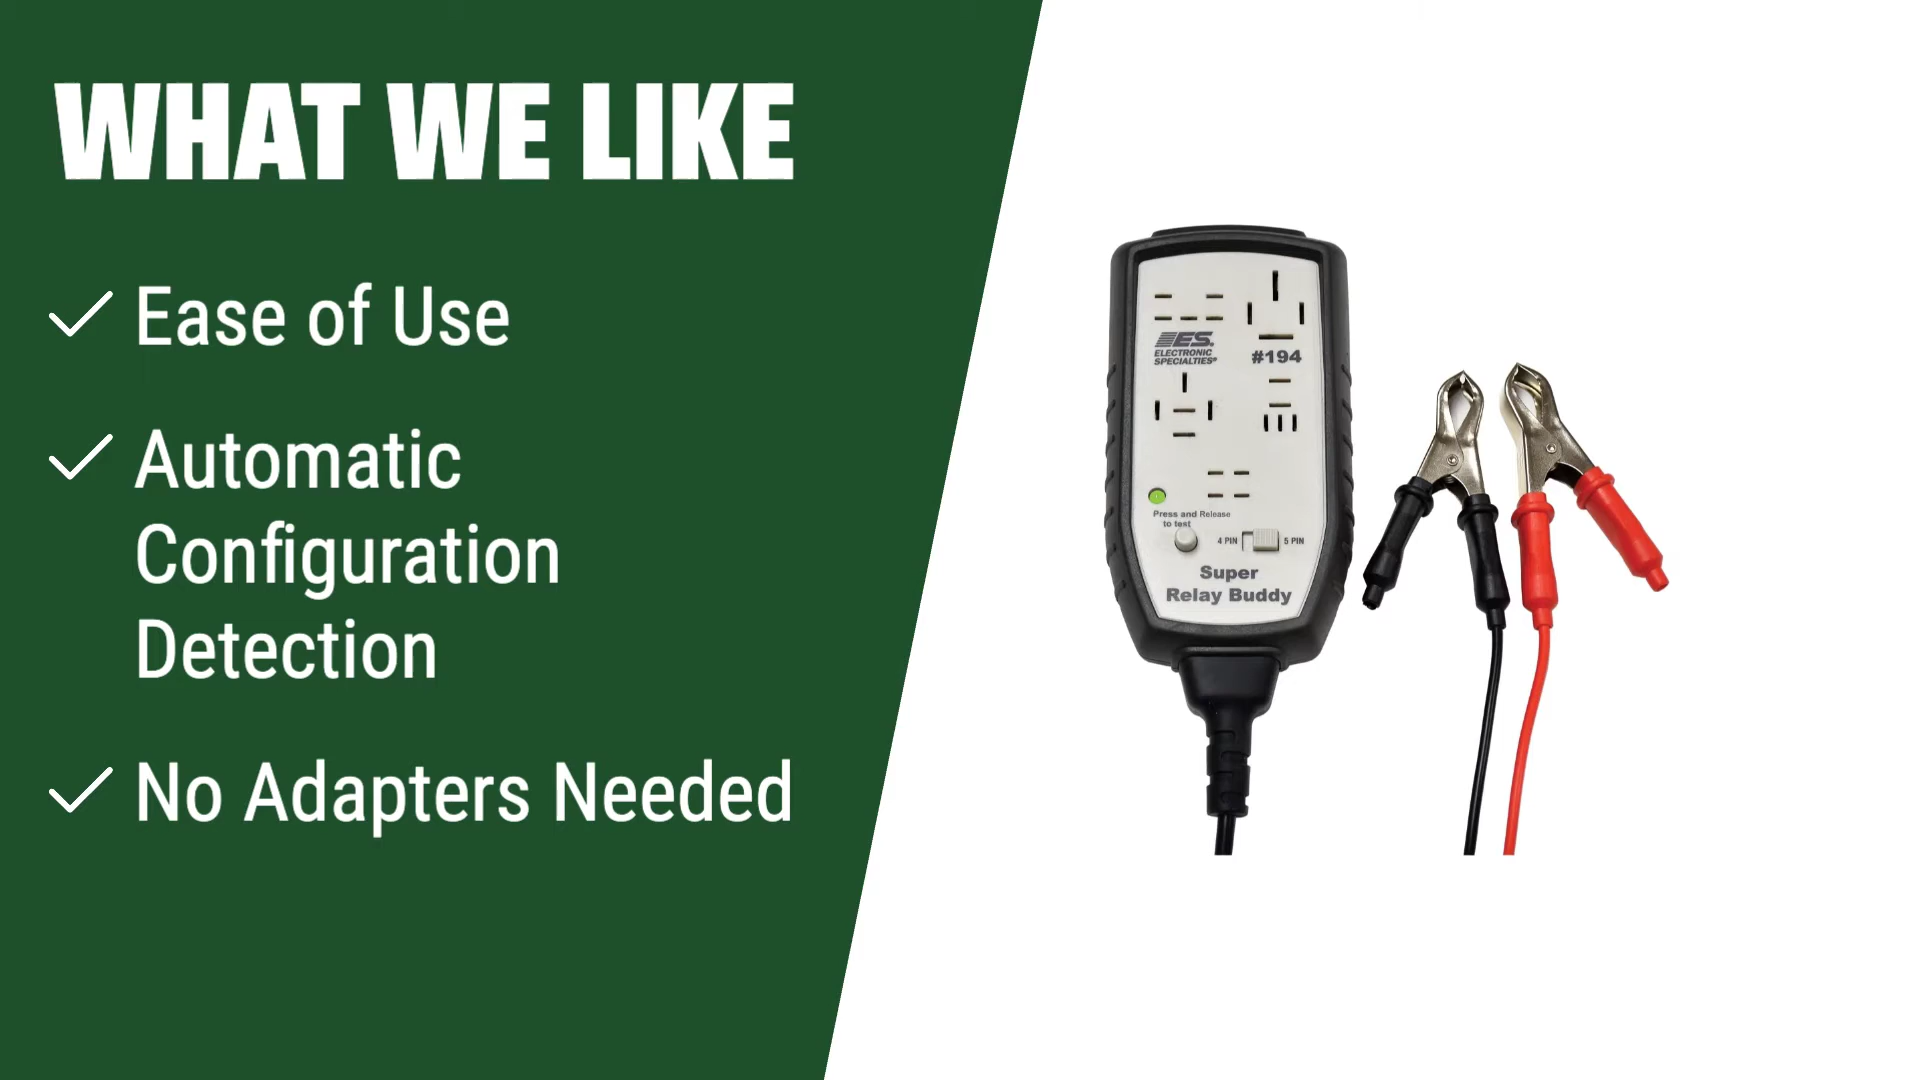 WHAT WE LIKE
Ease of Use
Automatic
Configuration
Detection
No Adapters Needed
ES.
ELECTRONIC
SPECIALTIES®
#194
Press and Release
to test
4 PIN
5 PIN
Super
Relay Buddy